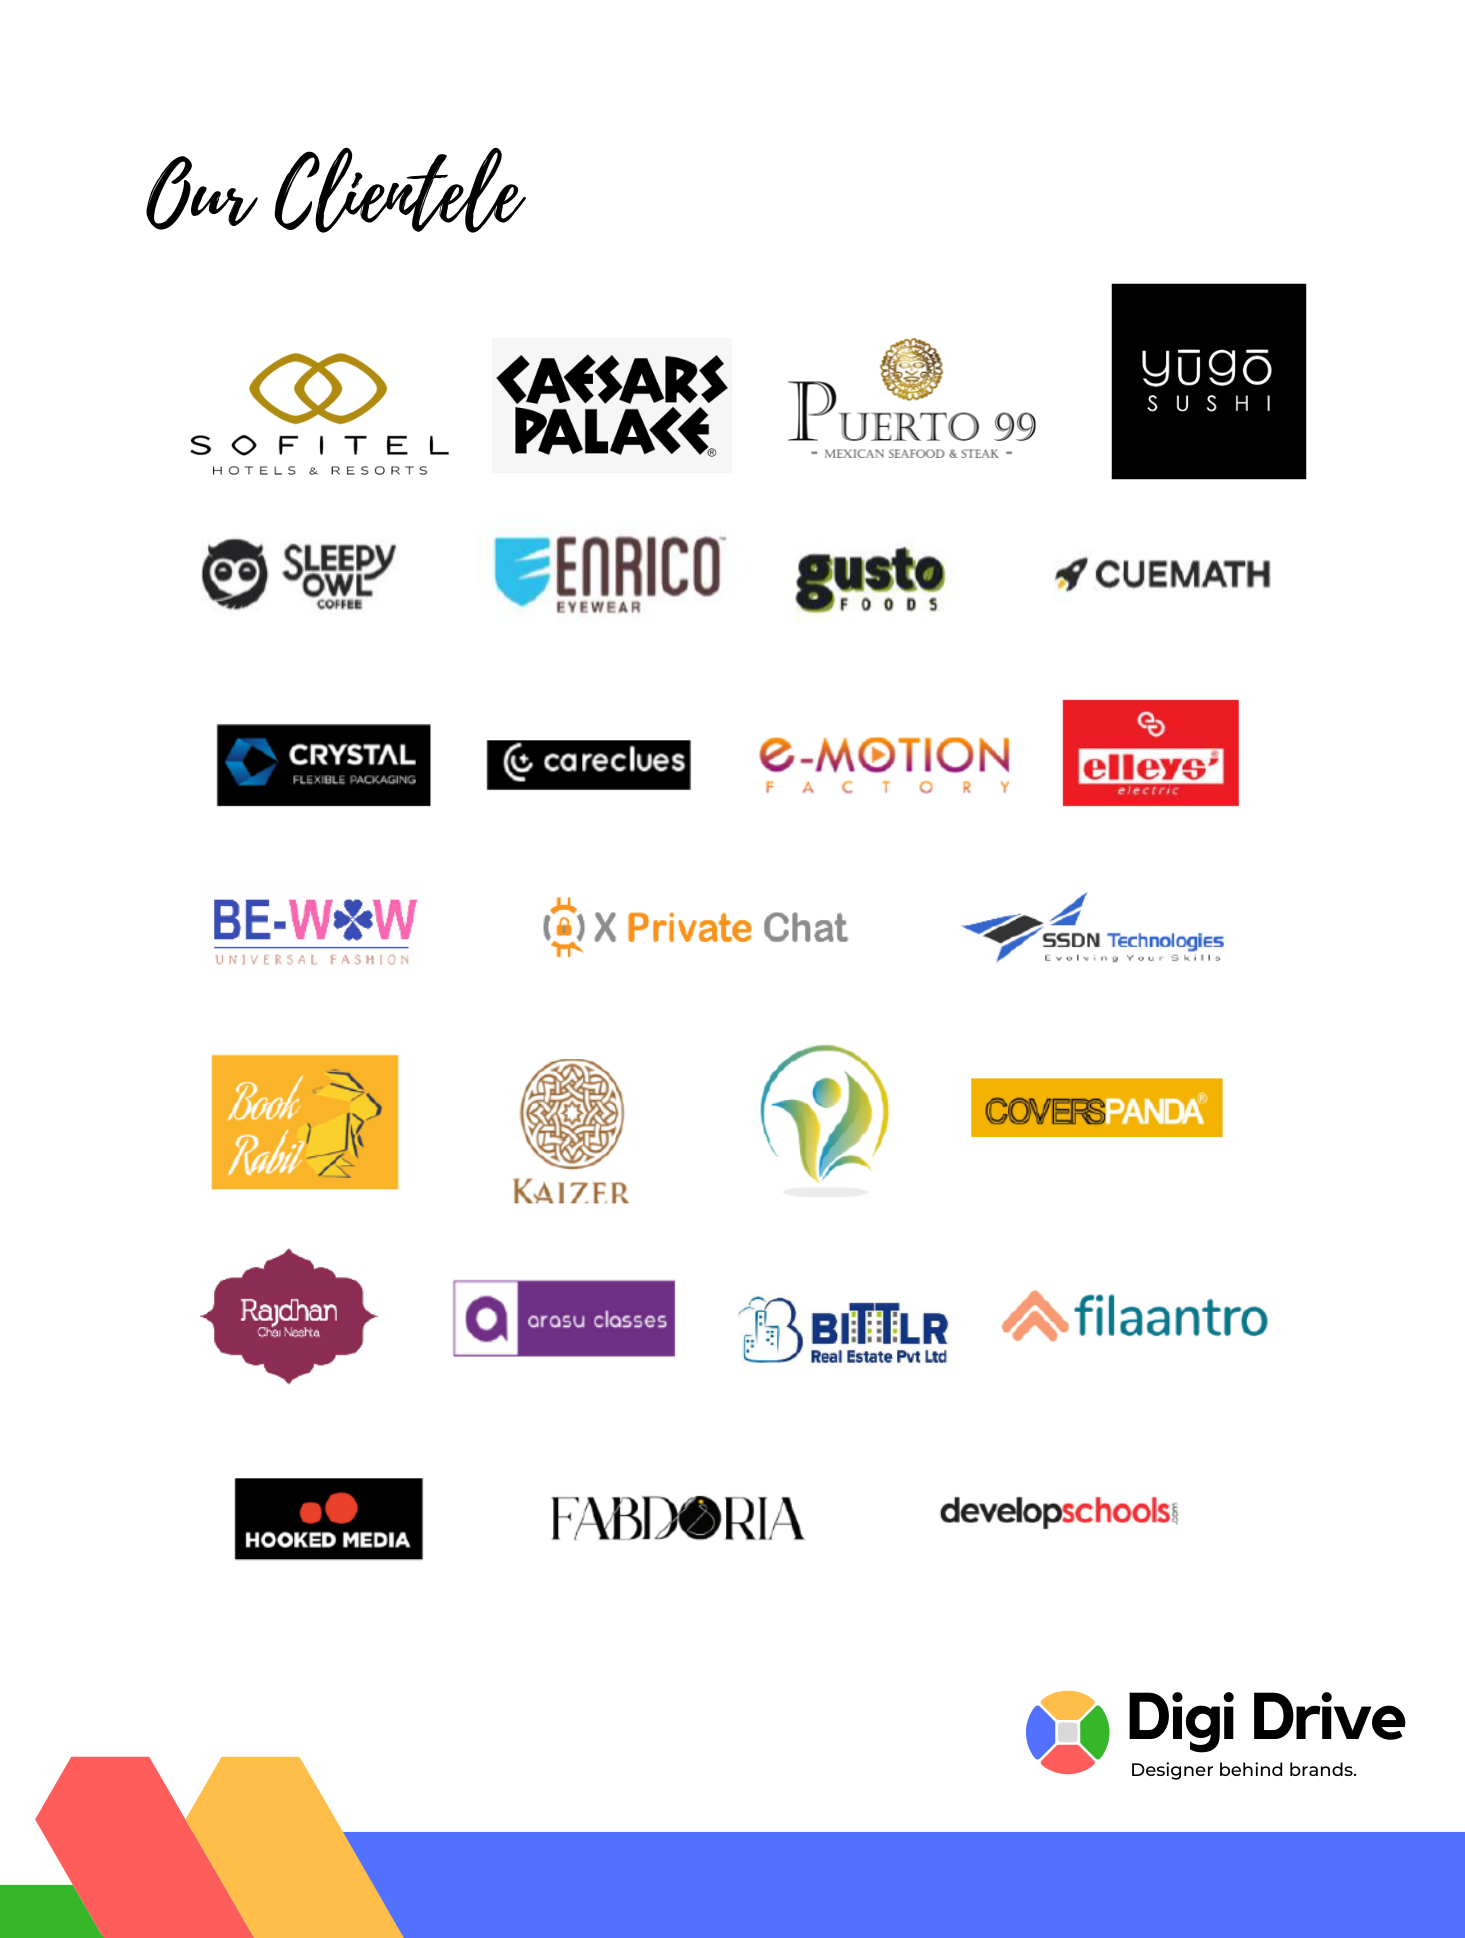 Our Clientele
SOFITEL
HOTELS & RESORTS
CAESARS
PALACE®
PUERTO 99
- MEXICAN SEAFOOD & STEAK -
yūgō
SUSHI
SLEEPY
OWL
COFFEE
ENRICO™
EYEWEAR
gusto
FOODS
CUEMATH
CRYSTAL
FLEXIBLE PACKAGING
careclues
e-MOTION
FACTORY
elleys'®
electric
BE-WOW
UNIVERSAL FASHION
X Private Chat
SSDN Technologies
Evolving Your Skills
Book
Rabil
KAIZER
COVERSPANDA®
Rajdhan
Chai Nashta
a arasu classes
BITTLR
Real Estate Pvt Ltd
filaantro
HOOKED MEDIA
FABDORIA
developschools.com
Digi Drive
Designer behind brands.